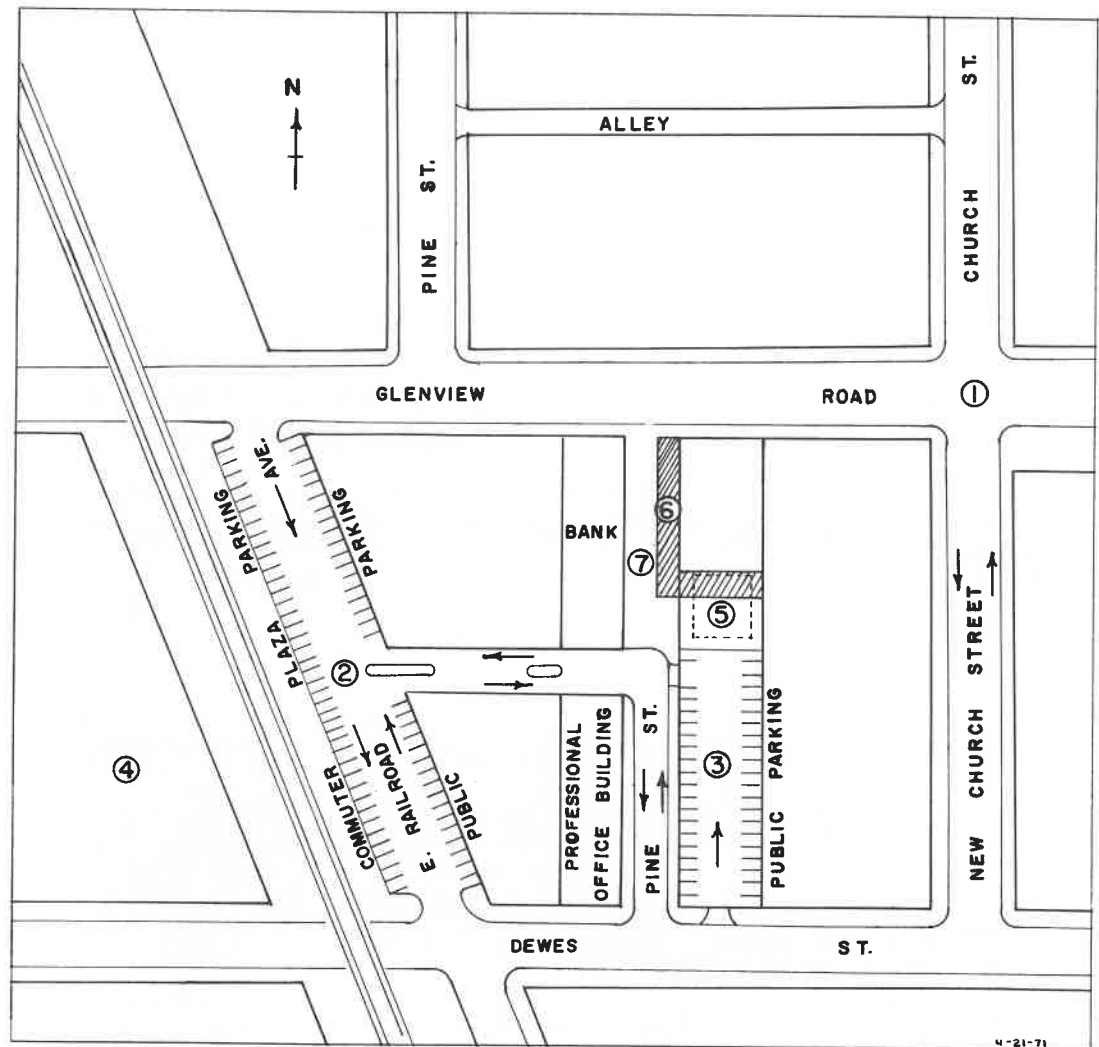 N
ALLEY
PINE ST.
CHURCH ST.
GLENVIEW ROAD ①
PARKING
PLAZA
COMMUTER
AVE.
PARKING
E. RAILROAD
PUBLIC
②
④
BANK
⑥
⑦
⑤
③
PROFESSIONAL
OFFICE BUILDING
PINE ST.
PUBLIC PARKING
NEW CHURCH STREET
DEWES ST.
4-21-71